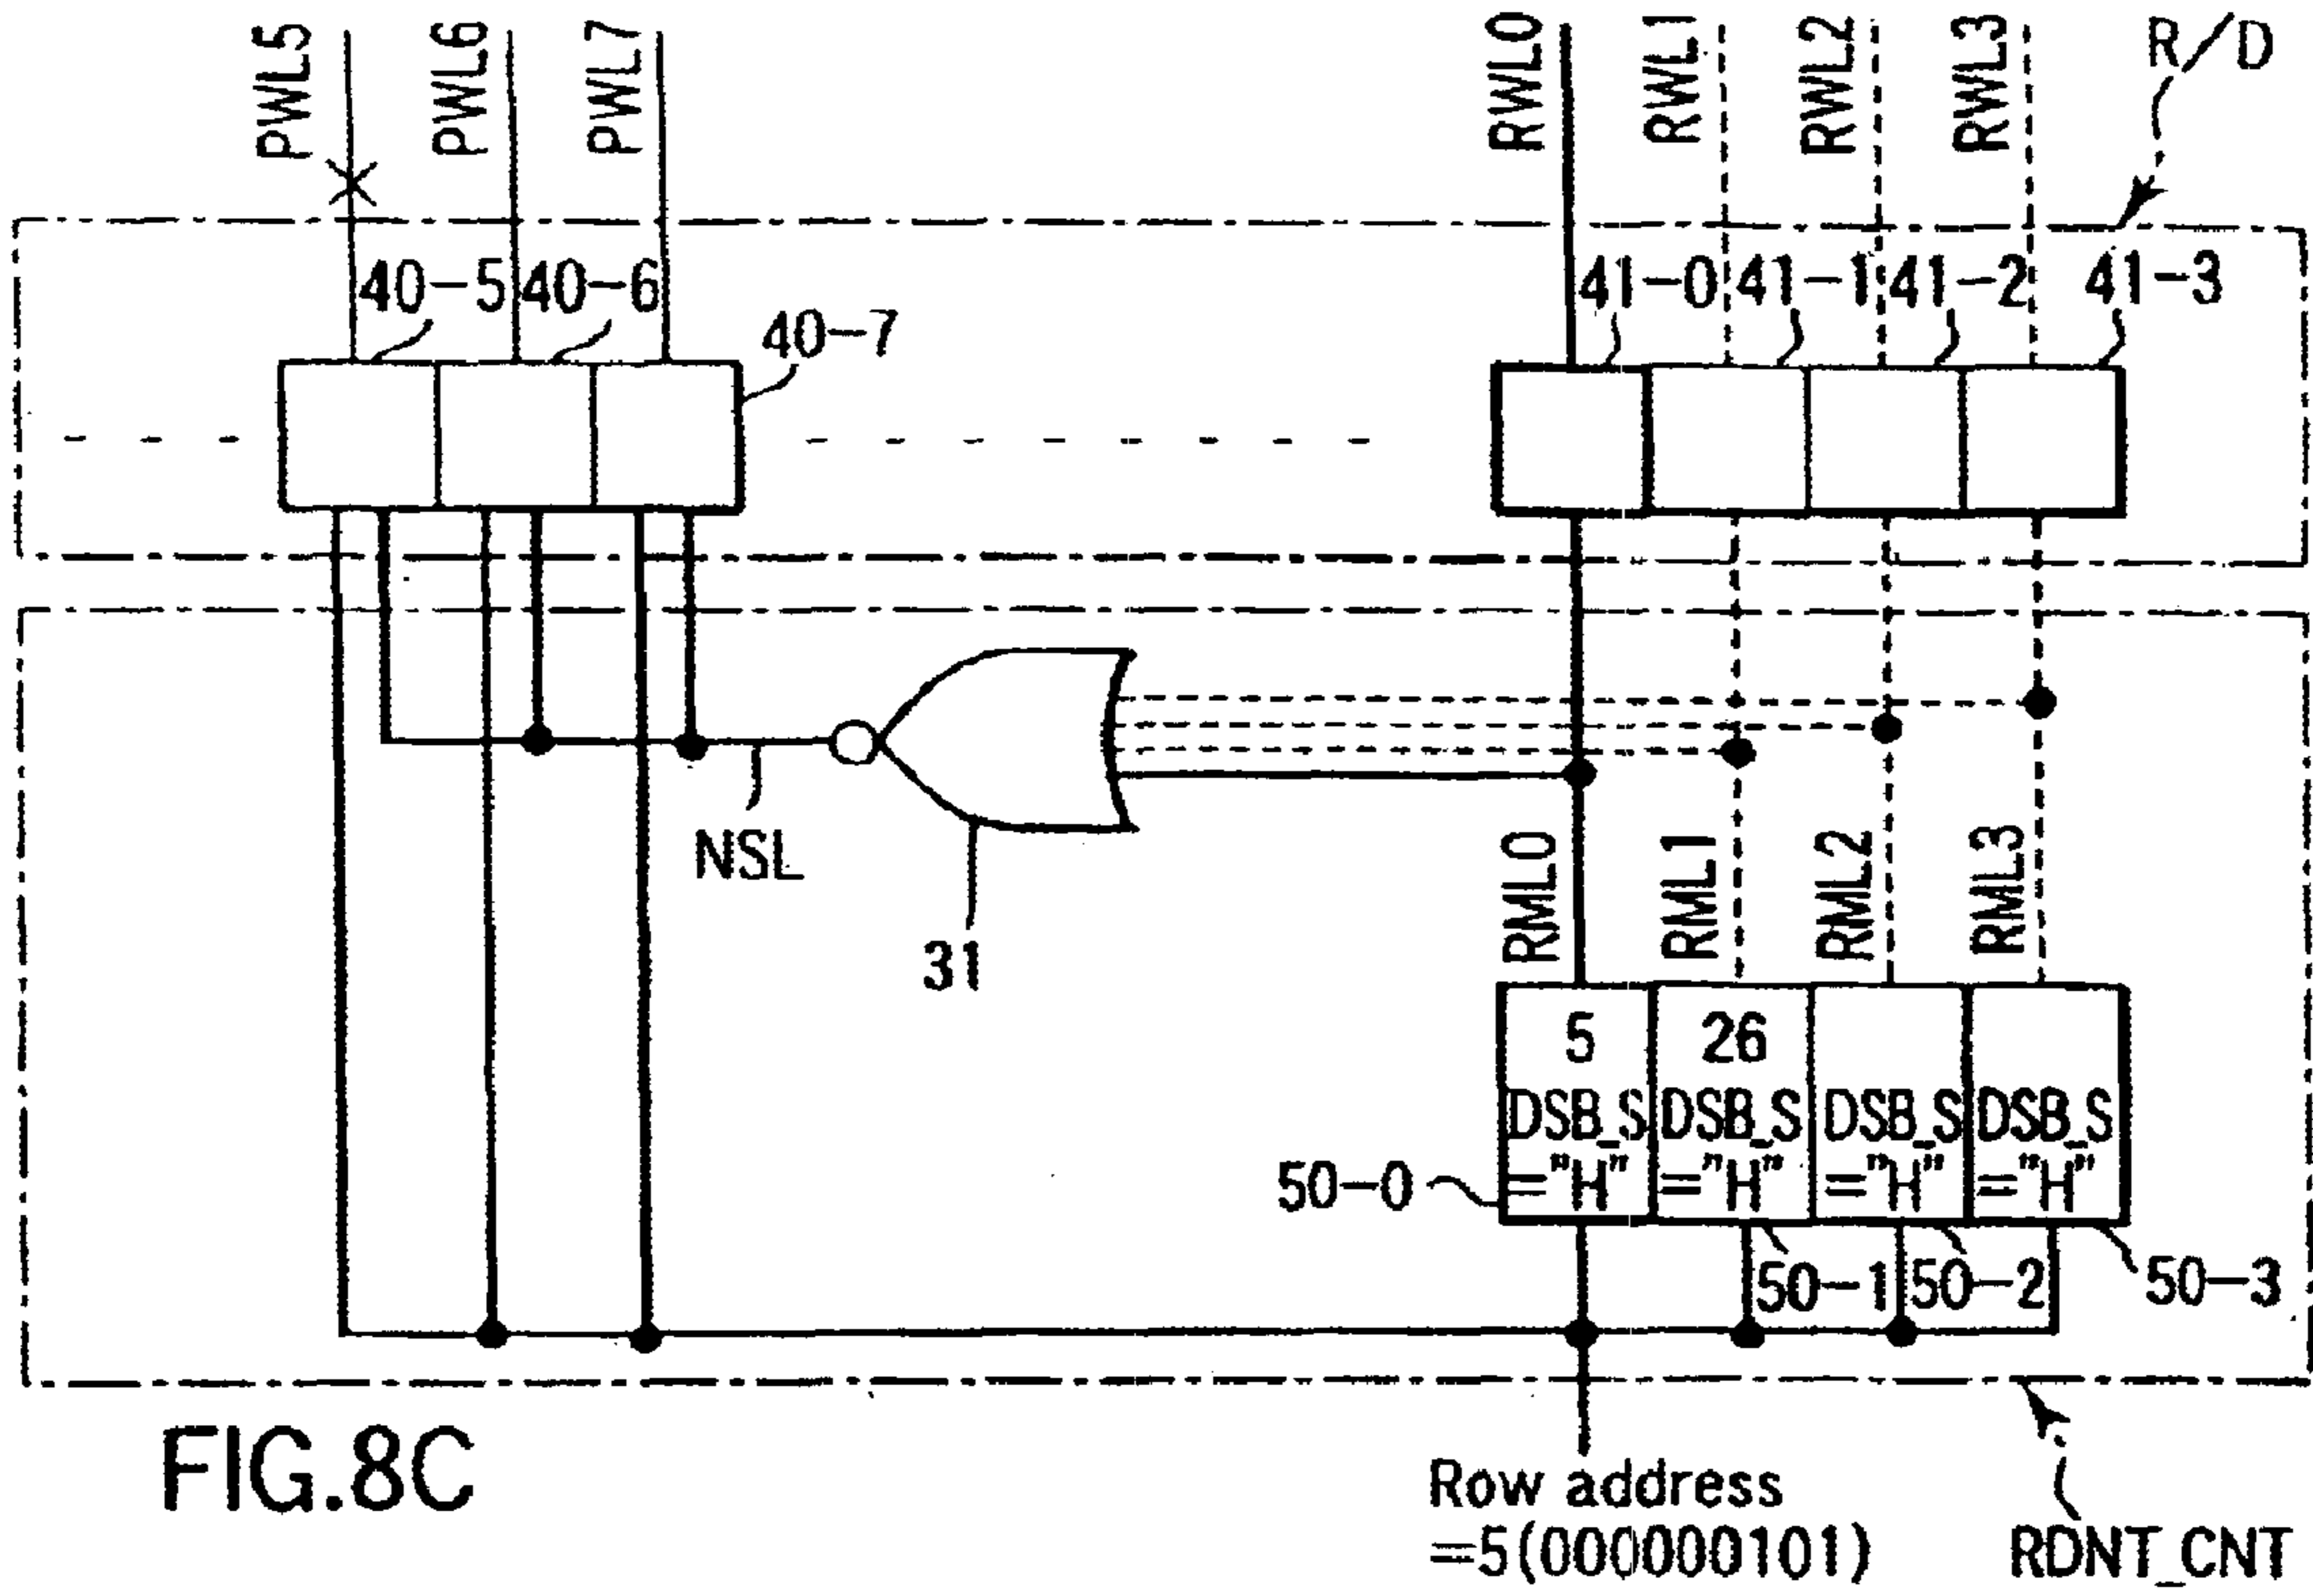 PWL5
PWL6
PWL7
RWL0
RWL1
RWL2
RWL3
R/D
40-5
40-6
40-7
41-0
41-1
41-2
41-3
NSL
31
RML0
RML1
RML2
RML3
5
DSB_S
="H"
26
DSB_S
="H"
DSB_S
="H"
DSB_S
="H"
50-0
50-1
50-2
50-3
FIG.8C
Row address
=5(000000101)
RDNT_CNT